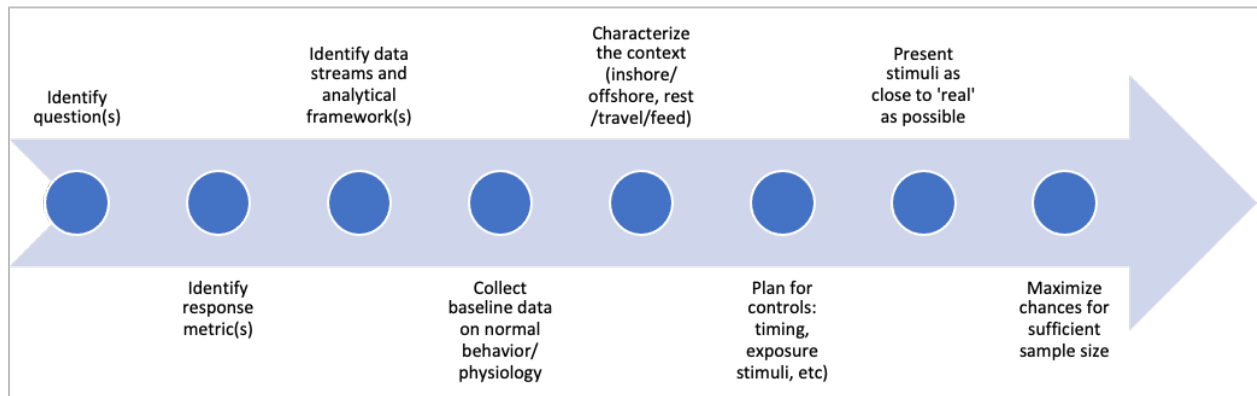 Identify
question(s)
Identify
response
metric(s)
Identify data
streams and
analytical
framework(s)
Collect
baseline data
on normal
behavior/
physiology
Characterize
the context
(inshore/
offshore, rest
/travel/feed)
Plan for
controls:
timing,
exposure
stimuli, etc)
Present
stimuli as
close to 'real'
as possible
Maximize
chances for
sufficient
sample size